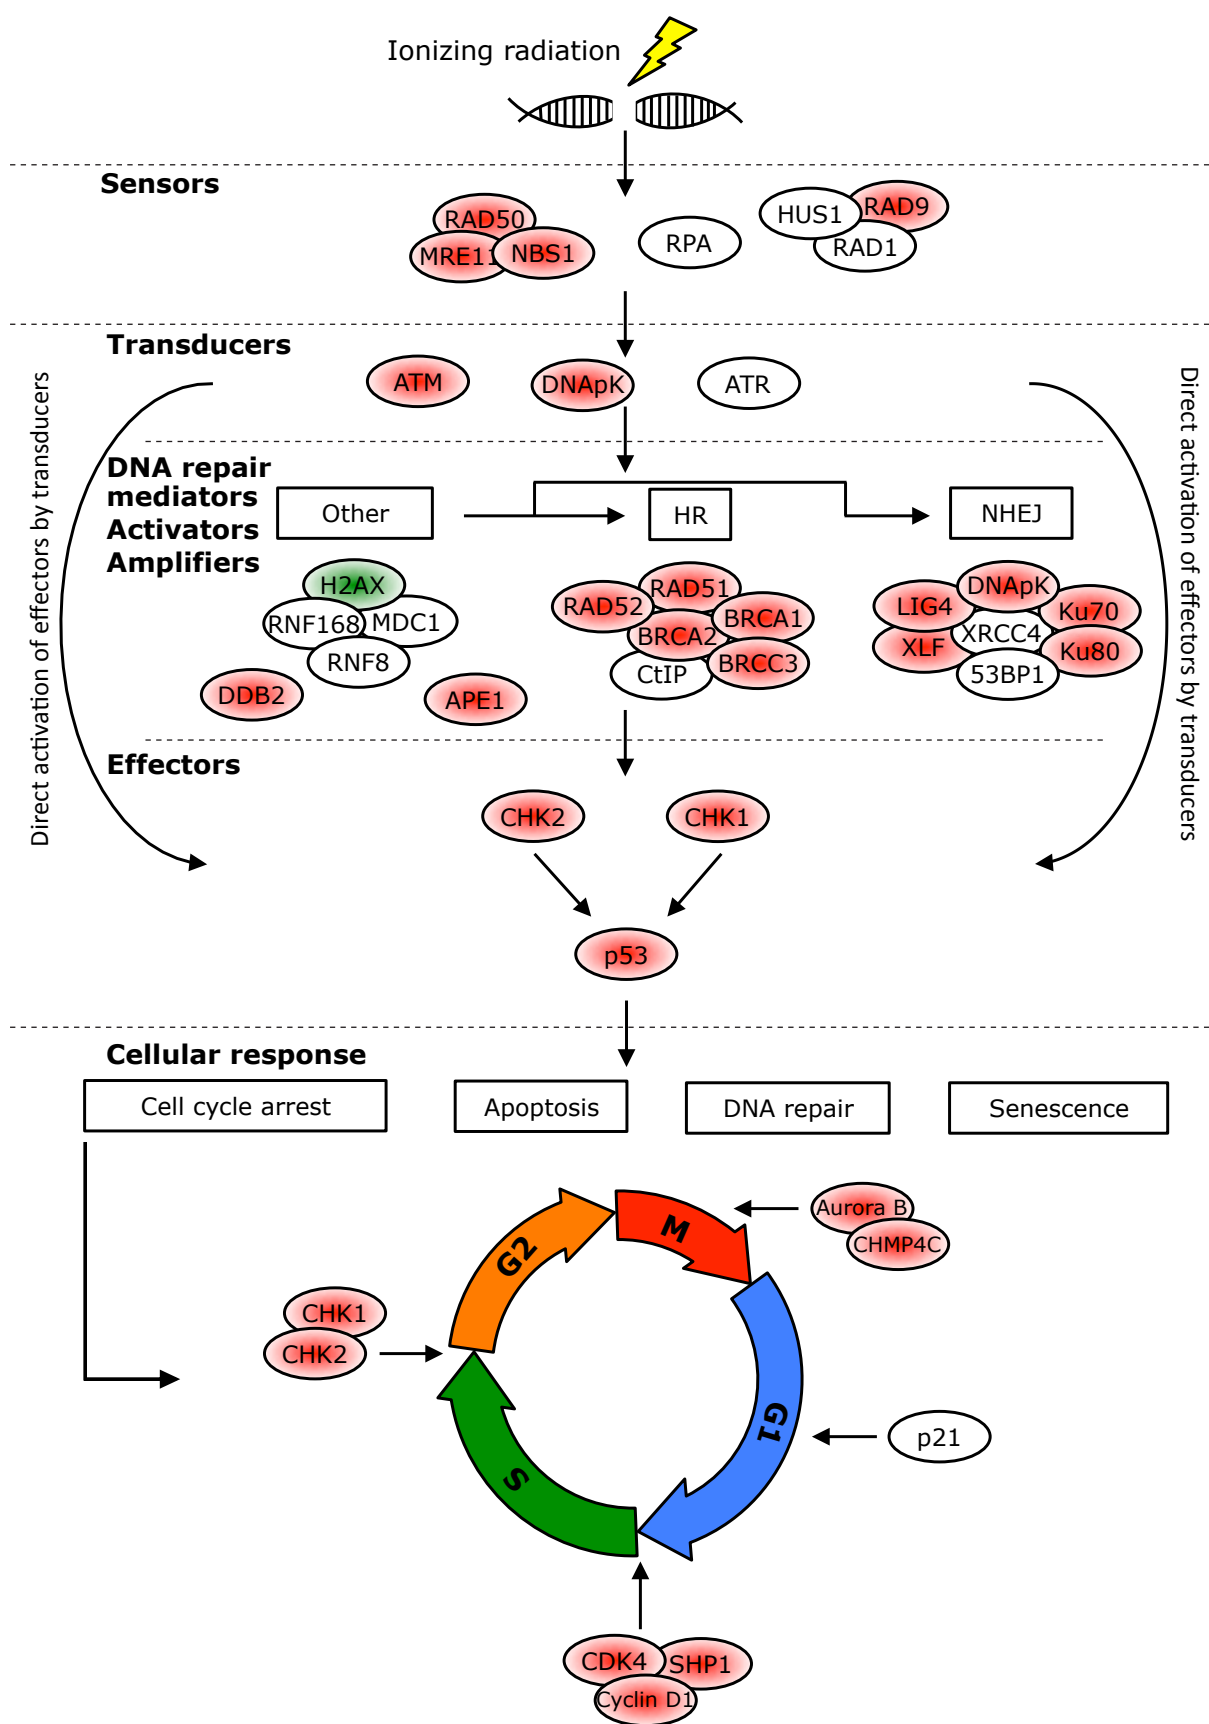 Ionizing radiation
Sensors
RAD50
MRE11
NBS1
RPA
HUS1
RAD9
RAD1
Transducers
ATM
DNApK
ATR
Direct activation of effectors by transducers
Direct activation of effectors by transducers
DNA repair
mediators
Activators
Amplifiers
Other
HR
NHEJ
H2AX
RNF168
MDC1
RNF8
DDB2
APE1
RAD51
RAD52
BRCA1
BRCA2
BRCC3
CtIP
DNApK
LIG4
Ku70
XRCC4
XLF
Ku80
53BP1
Effectors
CHK2
CHK1
p53
Cellular response
Cell cycle arrest
Apoptosis
DNA repair
Senescence
Aurora B
CHMP4C
M
G2
CHK1
CHK2
G1
p21
S
CDK4
SHP1
Cyclin D1